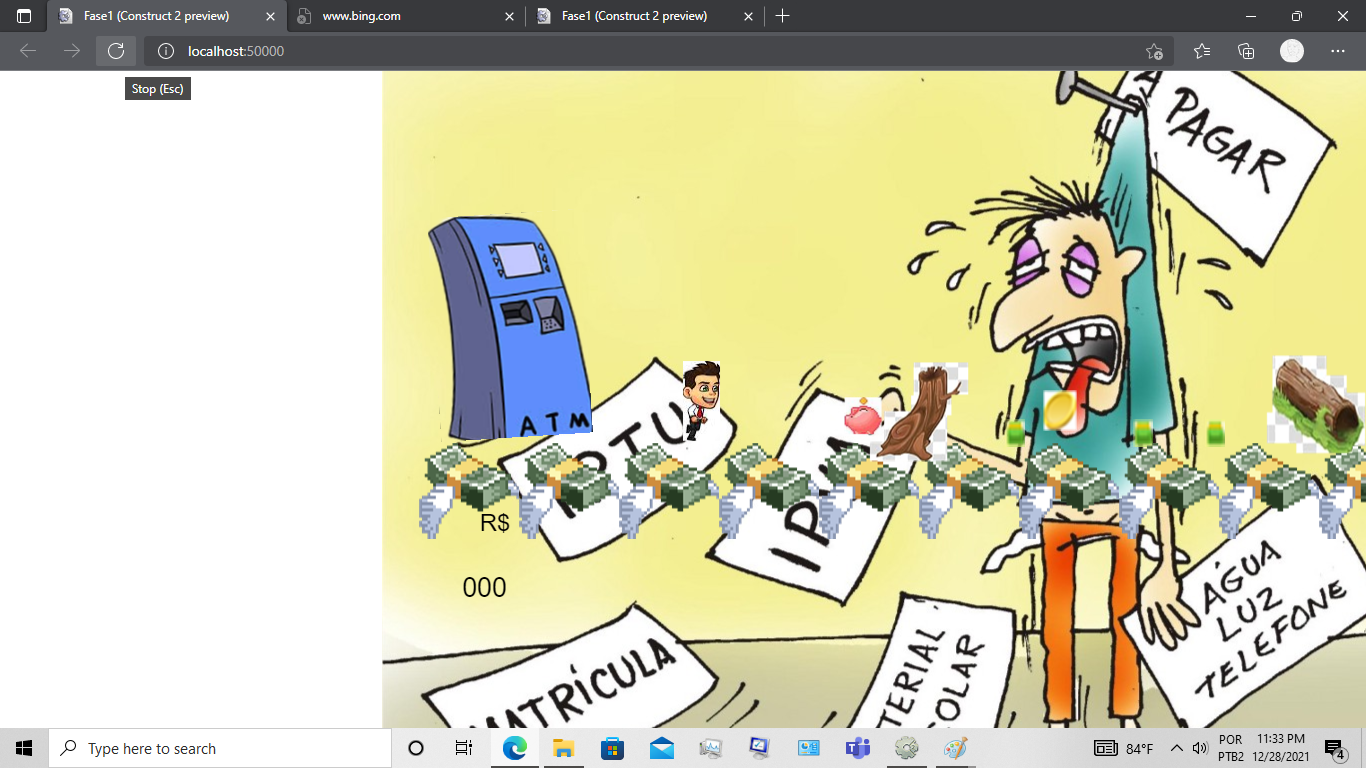 Fase1 (Construct 2 preview)
www.bing.com
Fase1 (Construct 2 preview)
localhost:50000
Stop (Esc)
A
PAGAR
ATM
IPTU
IPVA
R$
000
ÁGUA
LUZ
TELEFONE
MATRÍCULA
TERIAL
COLAR
Type here to search
84°F
POR
PTB2
11:33 PM
12/28/2021
4